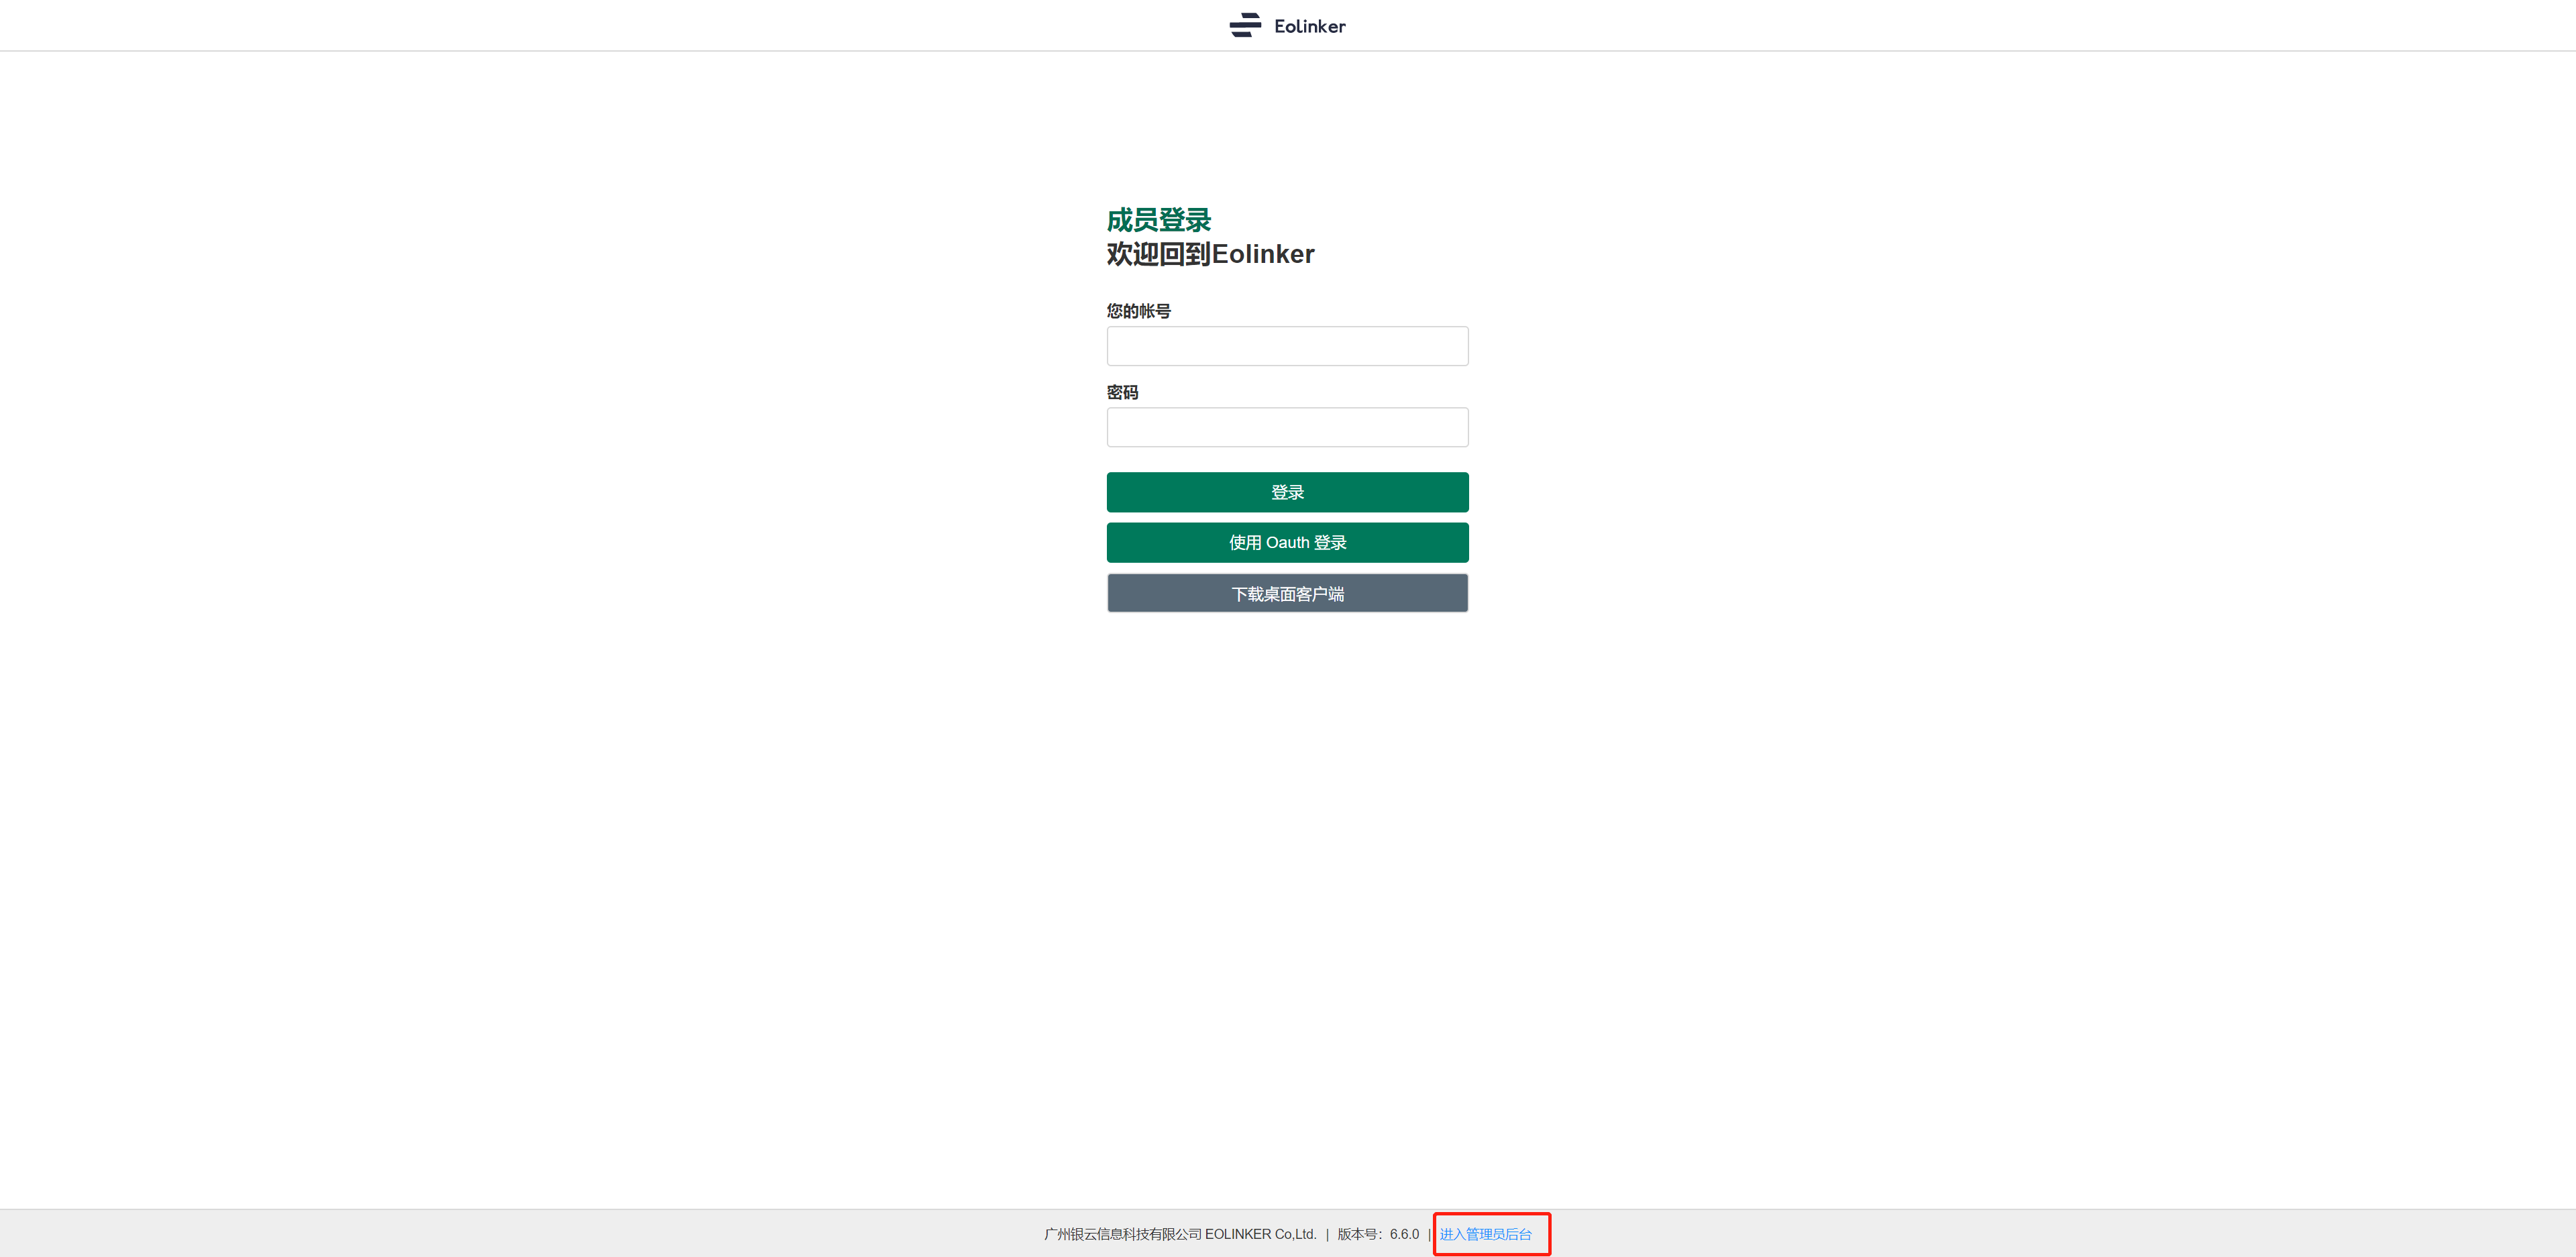 Eolinker
成员登录
欢迎回到Eolinker
您的帐号
密码
登录
使用 Oauth 登录
下载桌面客户端
广州银云信息科技有限公司 EOLINKER Co,Ltd. | 版本号：6.6.0 | 进入管理员后台